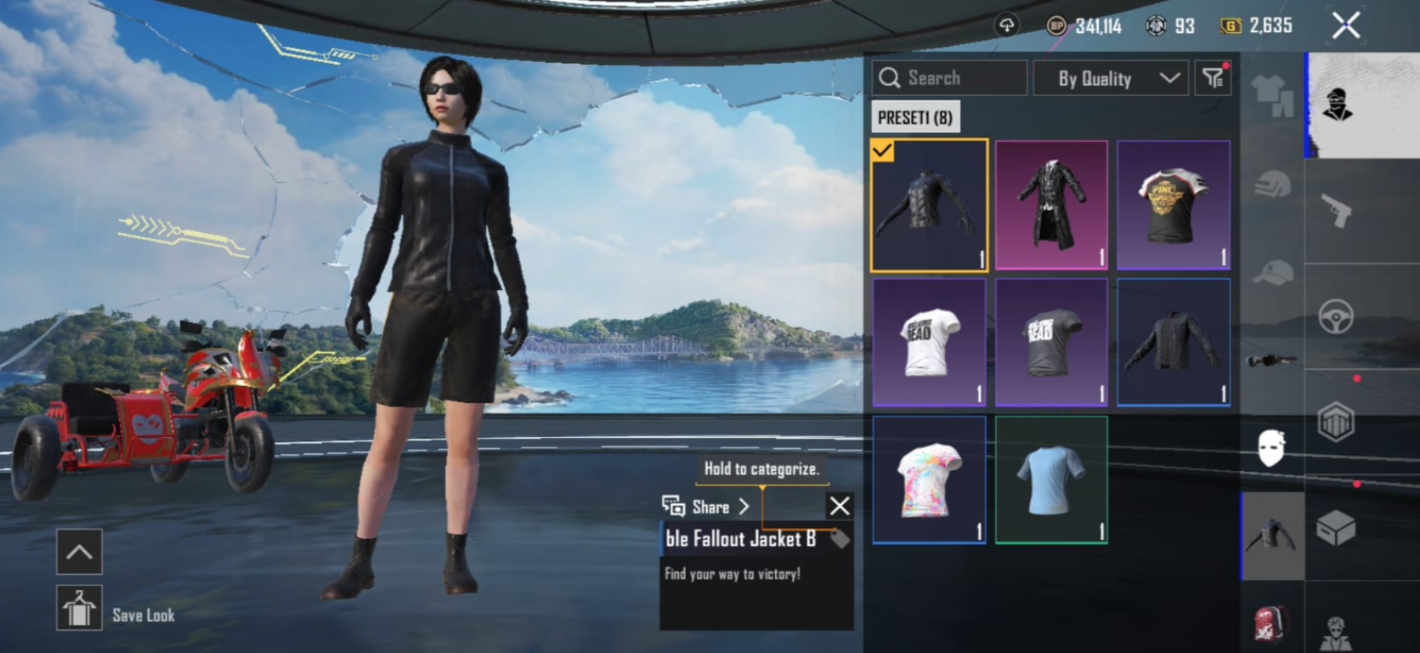 BP 341,114 93 G 2,635
Search
By Quality
PRESET1 (8)
1
1
1
1
1
1
1
1
Hold to categorize.
Share
ble Fallout Jacket B
Find your way to victory!
Save Look